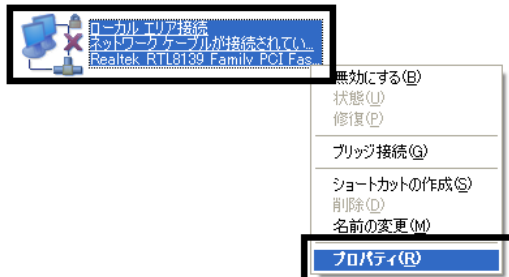 ローカル エリア接続
ネットワーク ケーブルが接続されてい...
Realtek RTL8139 Family PCI Fas...
無効にする(B)
状態(U)
修復(P)
ブリッジ接続(G)
ショートカットの作成(S)
削除(D)
名前の変更(M)
プロパティ(R)